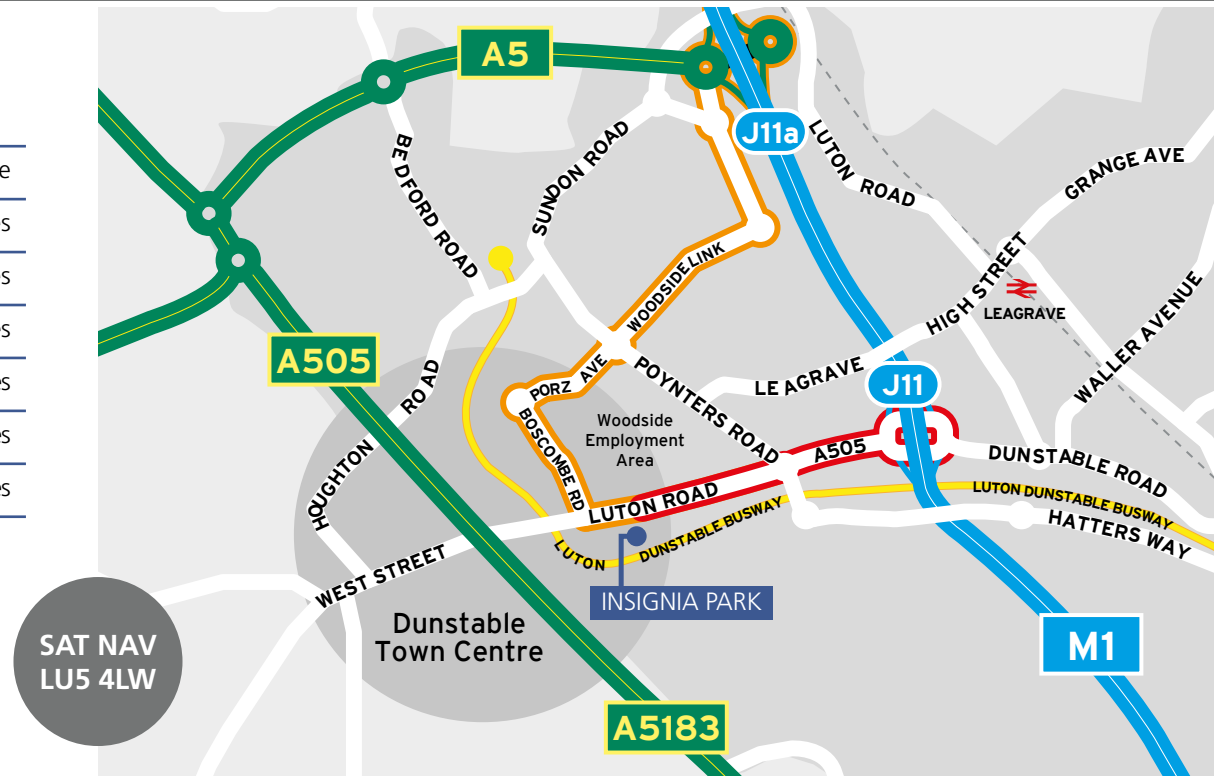 A5
J11a
BEDFORD ROAD
SUNDON ROAD
LUTON ROAD
GRANGE AVE
WOODSIDE LINK
HIGH STREET
LEAGRAVE
WALLER AVENUE
A505
HOUGHTON ROAD
PORZ AVE
POYNTERS ROAD
LEAGRAVE
J11
BOSCOMBE RD
Woodside
Employment
Area
A505
DUNSTABLE ROAD
LUTON ROAD
LUTON DUNSTABLE BUSWAY
LUTON DUNSTABLE BUSWAY
HATTERS WAY
WEST STREET
INSIGNIA PARK
Dunstable
Town Centre
SAT NAV
LU5 4LW
M1
A5183